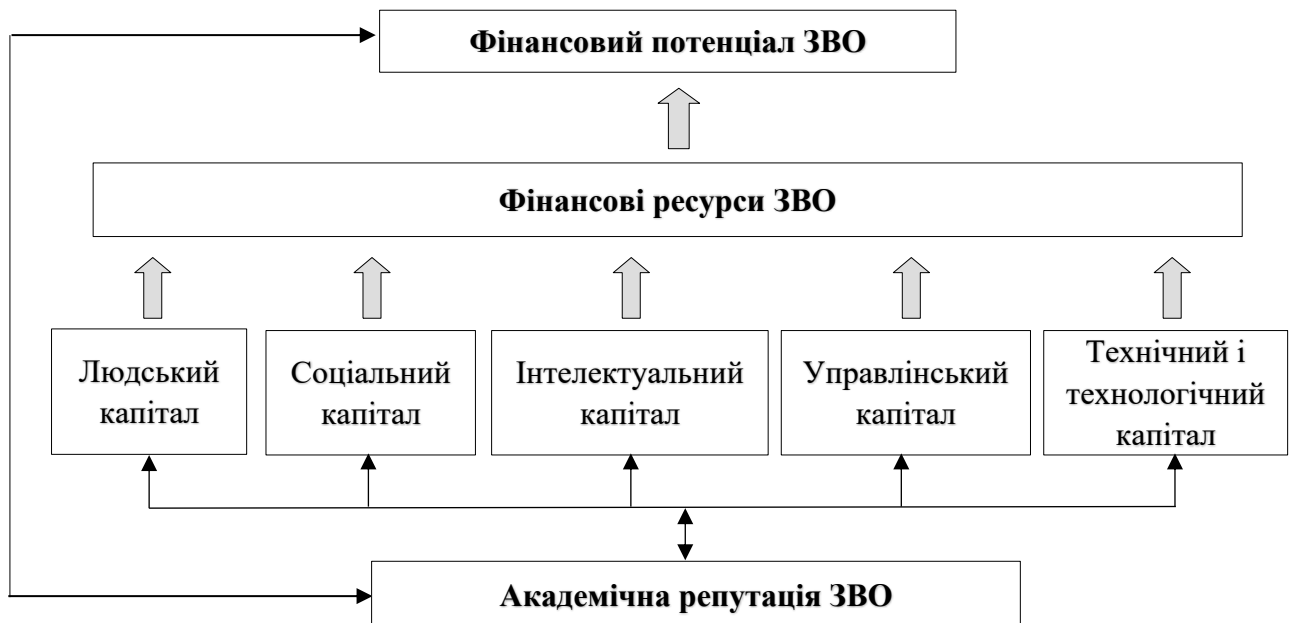 Фінансовий потенціал ЗВО
Фінансові ресурси ЗВО
Людський
капітал
Соціальний
капітал
Інтелектуальний
капітал
Управлінський
капітал
Технічний і
технологічний
капітал
Академічна репутація ЗВО